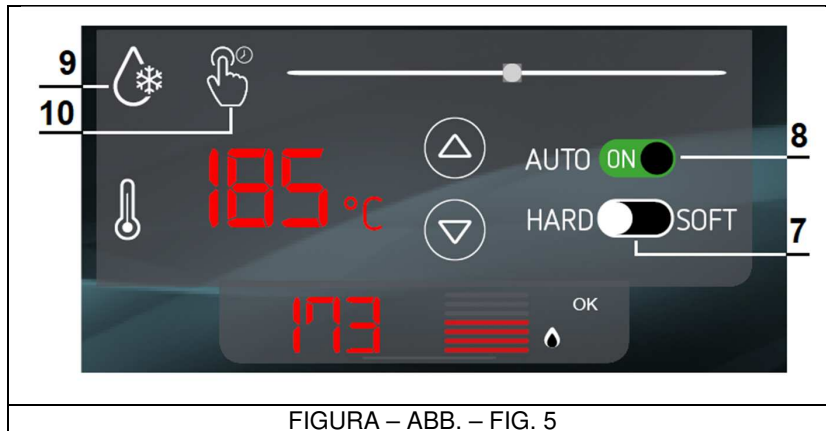 9
10
185 °C
AUTO ON
8
HARD SOFT
7
173
OK
FIGURA – ABB. – FIG. 5